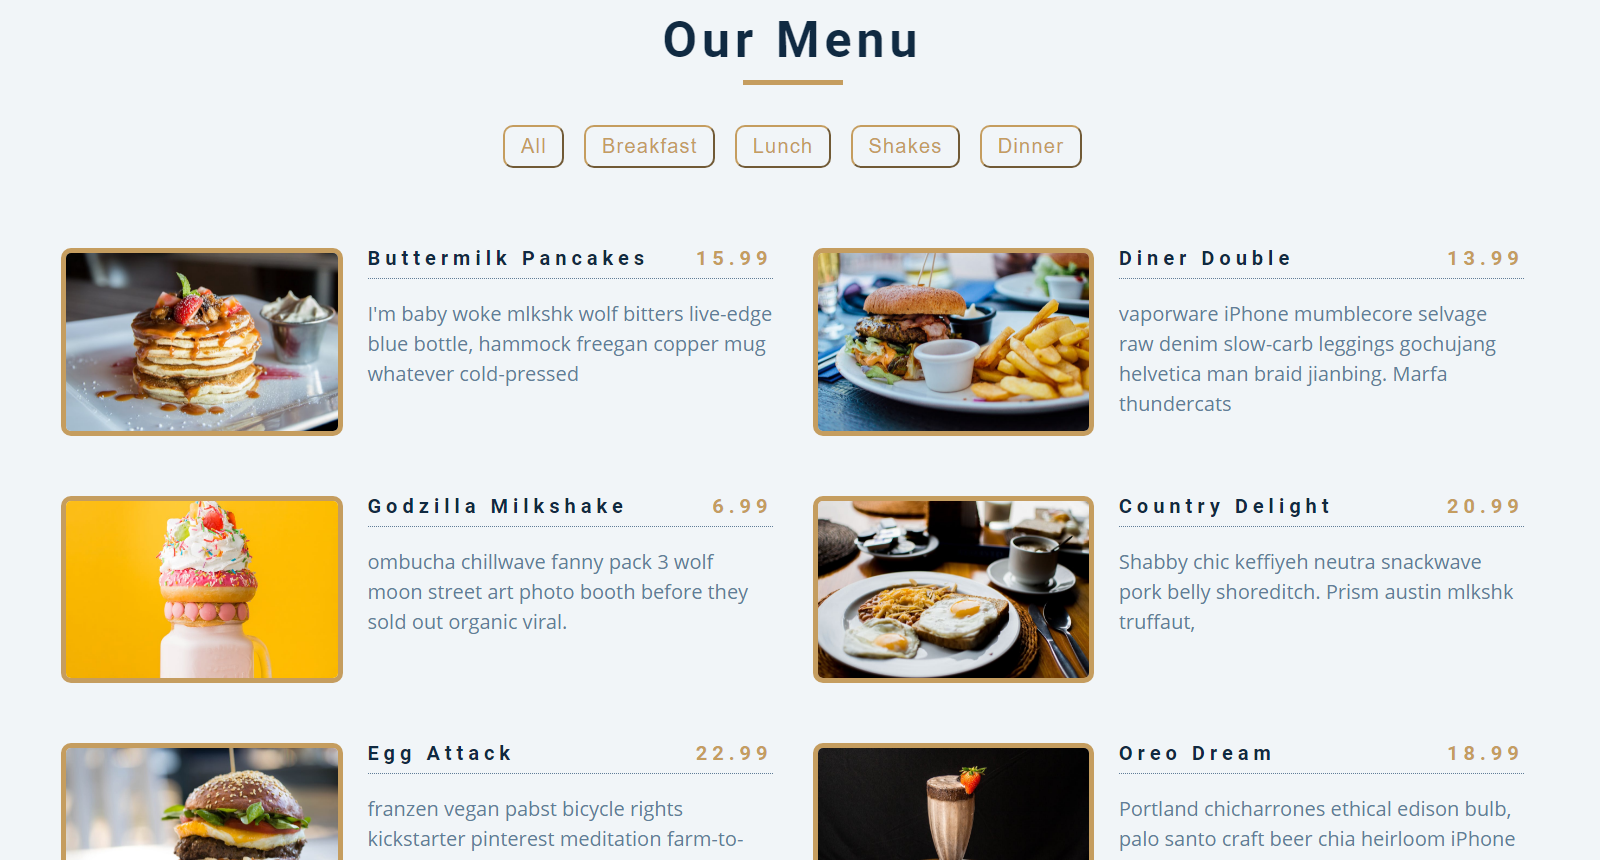 Our Menu
All Breakfast Lunch Shakes Dinner
Buttermilk Pancakes 15.99
I'm baby woke mlkshk wolf bitters live-edge
blue bottle, hammock freegan copper mug
whatever cold-pressed
Diner Double 13.99
vaporware iPhone mumblecore selvage
raw denim slow-carb leggings gochujang
helvetica man braid jianbing. Marfa
thundercats
Godzilla Milkshake 6.99
ombucha chillwave fanny pack 3 wolf
moon street art photo booth before they
sold out organic viral.
Country Delight 20.99
Shabby chic keffiyeh neutra snackwave
pork belly shoreditch. Prism austin mlkshk
truffaut,
Egg Attack 22.99
franzen vegan pabst bicycle rights
kickstarter pinterest meditation farm-to-
Oreo Dream 18.99
Portland chicharrones ethical edison bulb,
palo santo craft beer chia heirloom iPhone